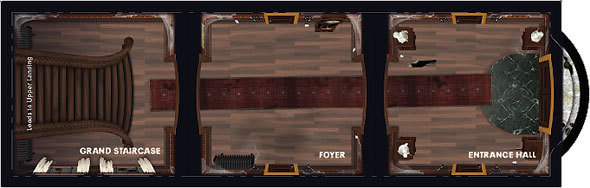 Leads to Upper Landing
GRAND STAIRCASE
FOYER
ENTRANCE HALL